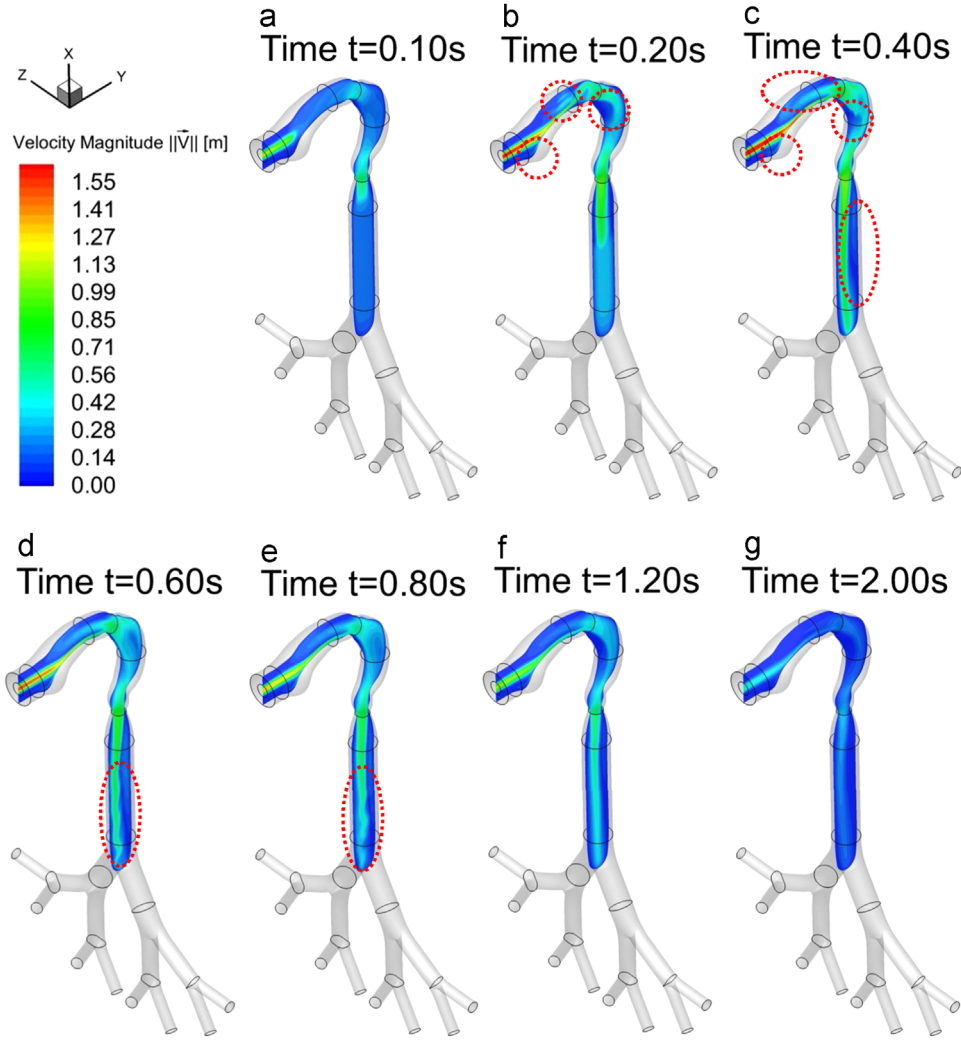 a
Time t=0.10s
b
Time t=0.20s
c
Time t=0.40s
X
Z
Y
Velocity Magnitude ||V⃗|| [m]
1.55
1.41
1.27
1.13
0.99
0.85
0.71
0.56
0.42
0.28
0.14
0.00
d
Time t=0.60s
e
Time t=0.80s
f
Time t=1.20s
g
Time t=2.00s